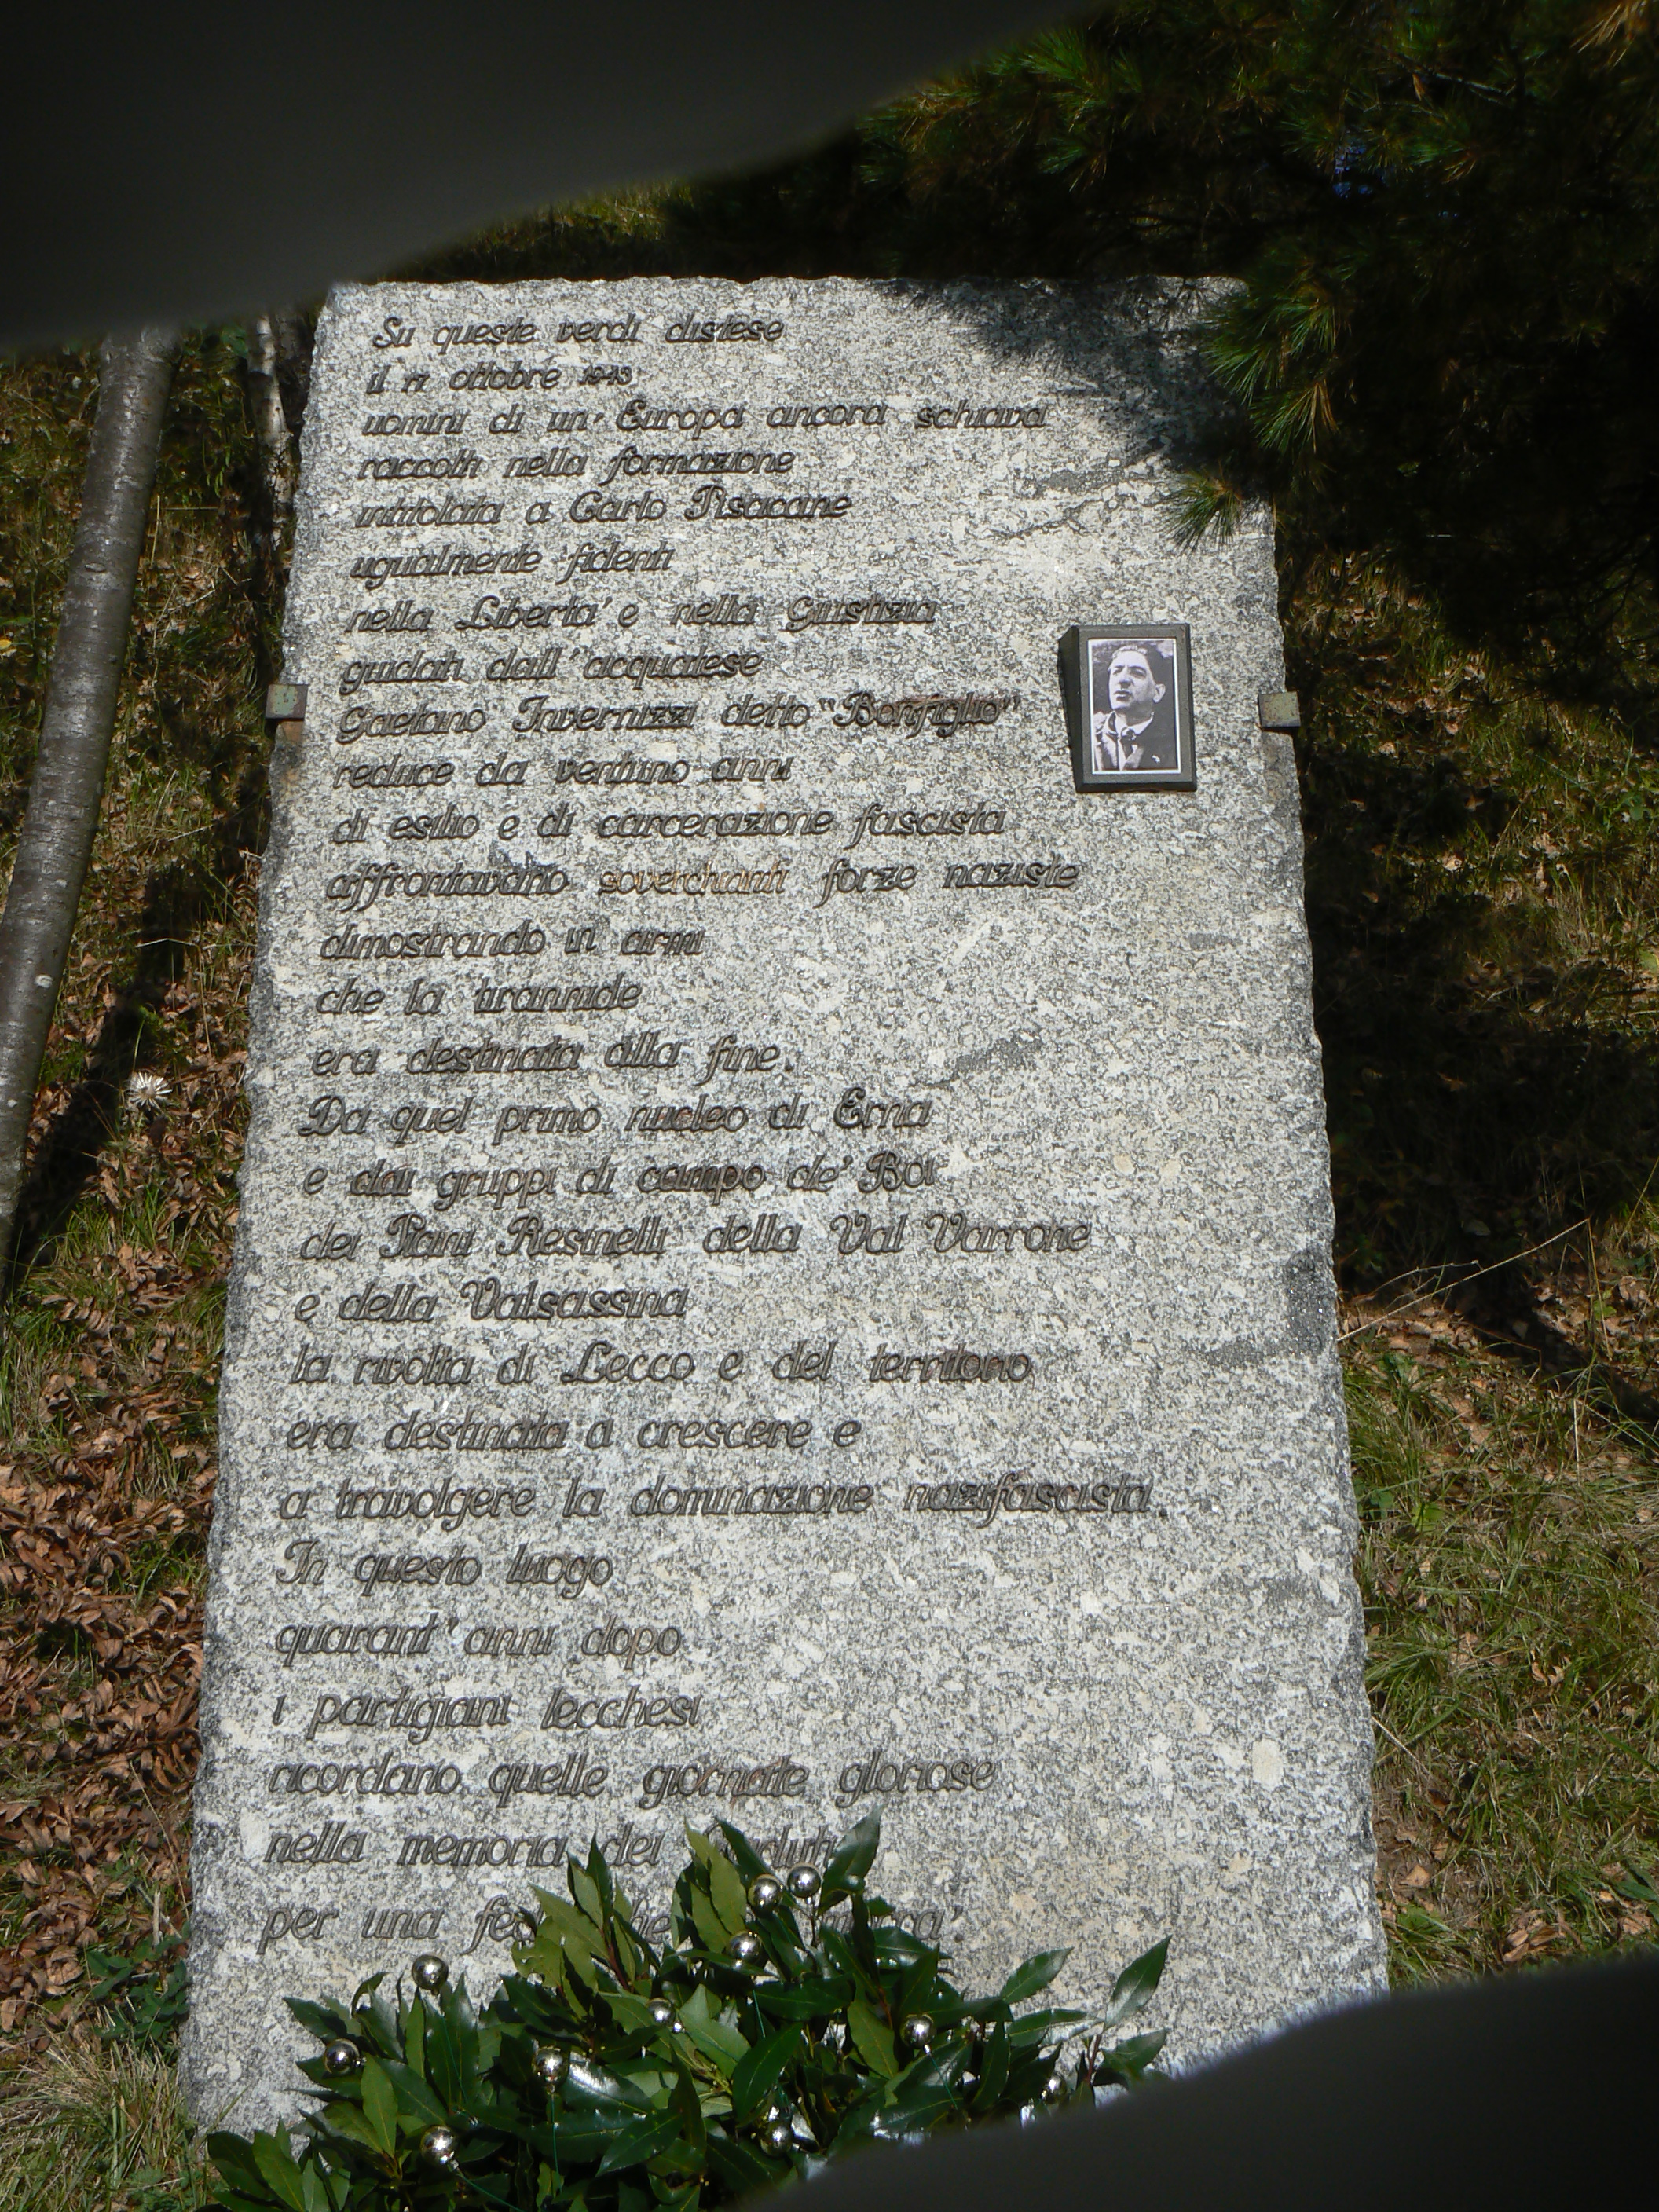 Su queste verdi distese
il 17 ottobre 1943
uomini di un' Europa ancora schiava
raccolti nella formazione
intitolata a Carlo Pisacane
ugualmente fidenti
nella Liberta' e nella Giustizia
guidati dall'acquatese
Gaetano Invernizzi detto "Bonfiglio"
reduce da ventuno anni
di esilio e di carcerazione fascista
affrontavano soverchianti forze naziste
dimostrando in armi
che la tirannide
era destinata alla fine.
Da quel primo nucleo di Erna
e dai gruppi di campo de' Boi
dei Piani Resinelli della Val Varrone
e della Valsassina
la rivolta di Lecco e del territorio
era destinata a crescere e
a travolgere la dominazione nazifascista.
In questo luogo
quarant'anni dopo
i partigiani lecchesi
ricordano quelle giornate gloriose
nella memoria dei Caduti
per una